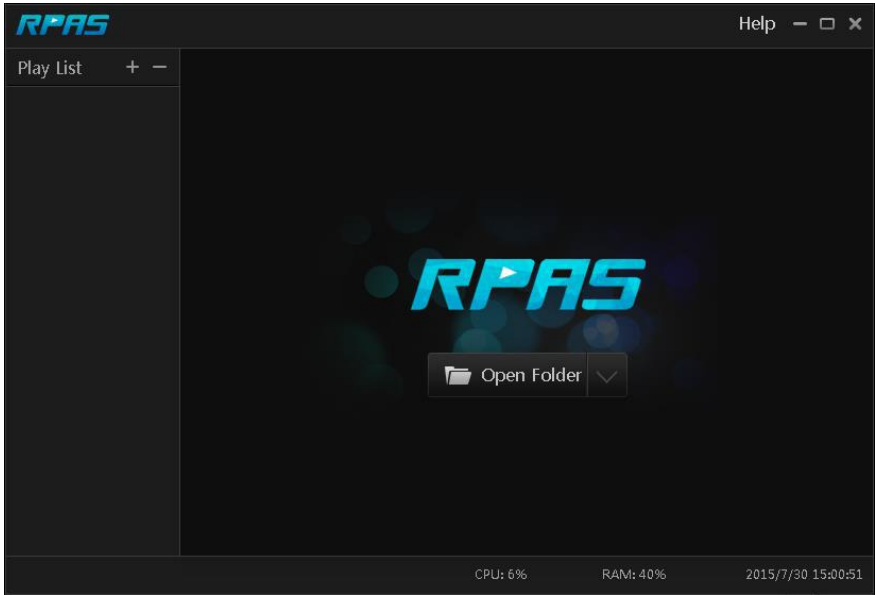 RPAS Help
Play List + −
RPAS
Open Folder
CPU: 6% RAM: 40% 2015/7/30 15:00:51